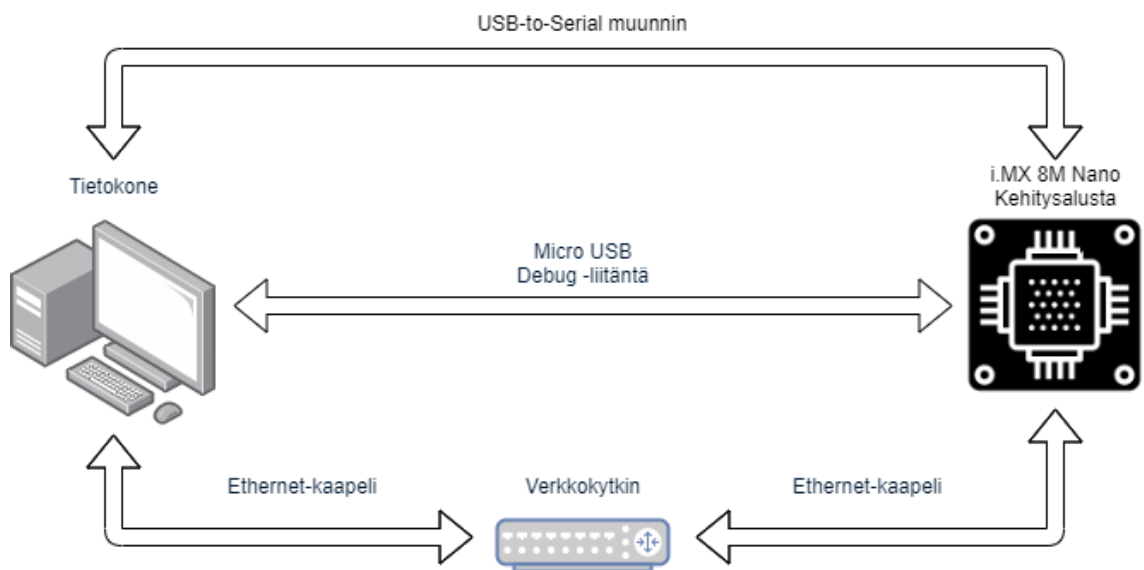 USB-to-Serial muunnin
Tietokone
i.MX 8M Nano
Kehitysalusta
Micro USB
Debug -liitäntä
Ethernet-kaapeli
Verkkokytkin
Ethernet-kaapeli